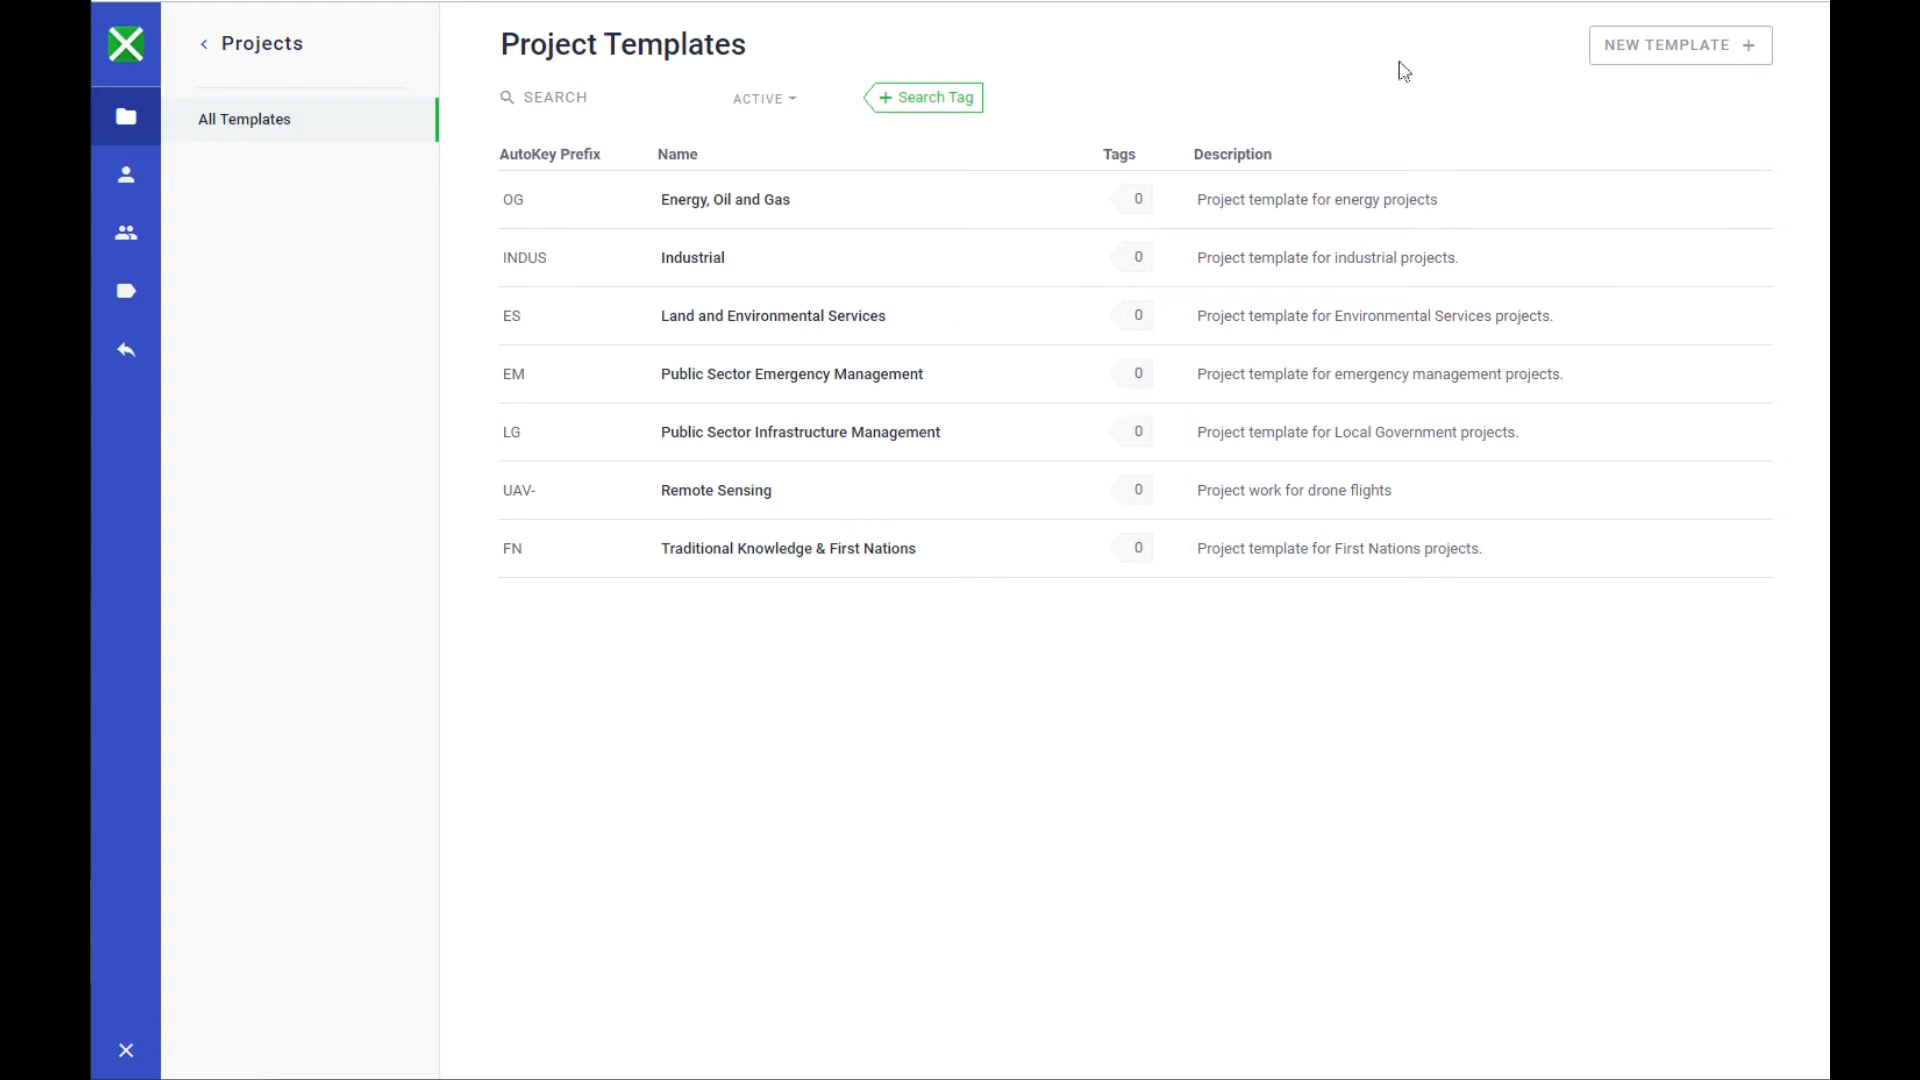 Projects
All Templates
Project Templates
NEW TEMPLATE +
SEARCH
ACTIVE
+ Search Tag
AutoKey Prefix Name Tags Description
OG Energy, Oil and Gas 0 Project template for energy projects
INDUS Industrial 0 Project template for industrial projects.
ES Land and Environmental Services 0 Project template for Environmental Services projects.
EM Public Sector Emergency Management 0 Project template for emergency management projects.
LG Public Sector Infrastructure Management 0 Project template for Local Government projects.
UAV- Remote Sensing 0 Project work for drone flights
FN Traditional Knowledge & First Nations 0 Project template for First Nations projects.